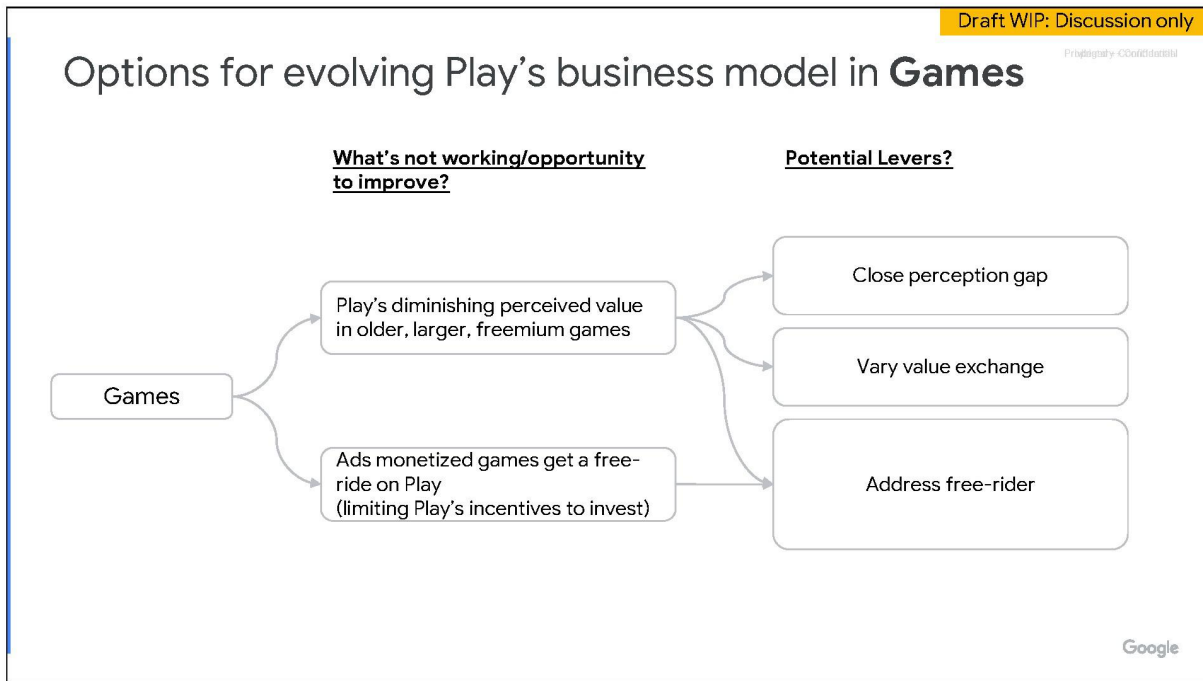 Draft WIP: Discussion only
Options for evolving Play's business model in Games
What's not working/opportunity
to improve?
Potential Levers?
Games
Play's diminishing perceived value
in older, larger, freemium games
Ads monetized games get a free-
ride on Play
(limiting Play's incentives to invest)
Close perception gap
Vary value exchange
Address free-rider
Google